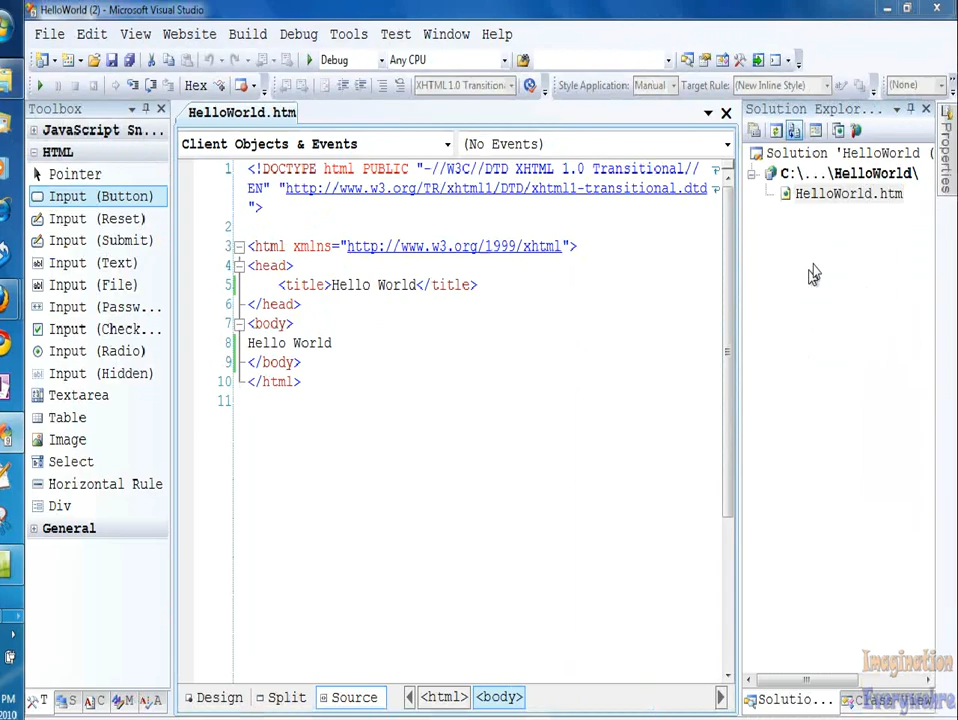 HelloWorld (2) - Microsoft Visual Studio
File Edit View Website Build Debug Tools Test Window Help
Debug Any CPU
Hex XHTML 1.0 Transition Style Application: Manual Target Rule: (New Inline Style) (None)
Toolbox
HelloWorld.htm
Solution Explor...
JavaScript Sn...
HTML
Pointer
Input (Button)
Input (Reset)
Input (Submit)
Input (Text)
Input (File)
Input (Passw...
Input (Check...
Input (Radio)
Input (Hidden)
Textarea
Table
Image
Select
Horizontal Rule
Div
General
Client Objects & Events (No Events)
1 <!DOCTYPE html PUBLIC "-//W3C//DTD XHTML 1.0 Transitional//
EN" "http://www.w3.org/TR/xhtml1/DTD/xhtml1-transitional.dtd
">
2
3 <html xmlns="http://www.w3.org/1999/xhtml">
4 <head>
5 <title>Hello World</title>
6 </head>
7 <body>
8 Hello World
9 </body>
10 </html>
11
Solution 'HelloWorld (
C:\...\HelloWorld\
HelloWorld.htm
Properties
Design Split Source <html> <body>
T S C M A
Solutio... Class View
PM
2010
Imagination
Everywhere